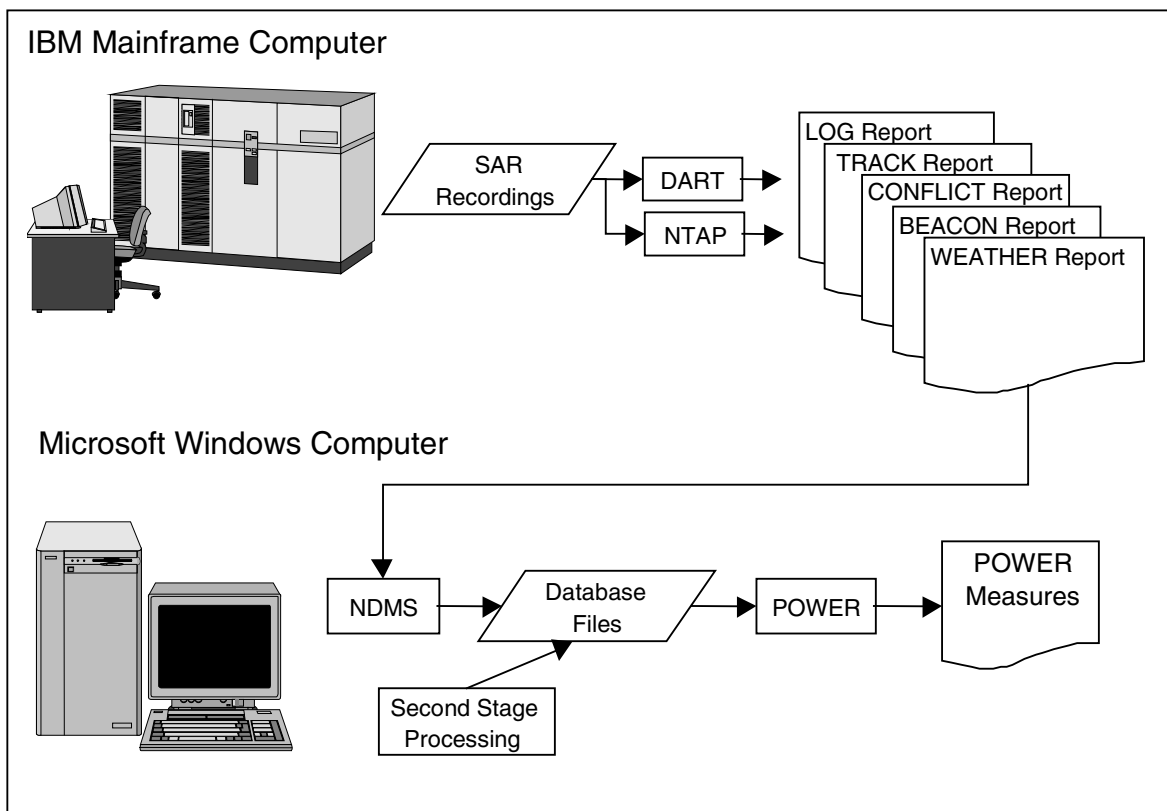 IBM Mainframe Computer
SAR
Recordings
DART
NTAP
LOG Report
TRACK Report
CONFLICT Report
BEACON Report
WEATHER Report
Microsoft Windows Computer
NDMS
Database
Files
POWER
POWER
Measures
Second Stage
Processing